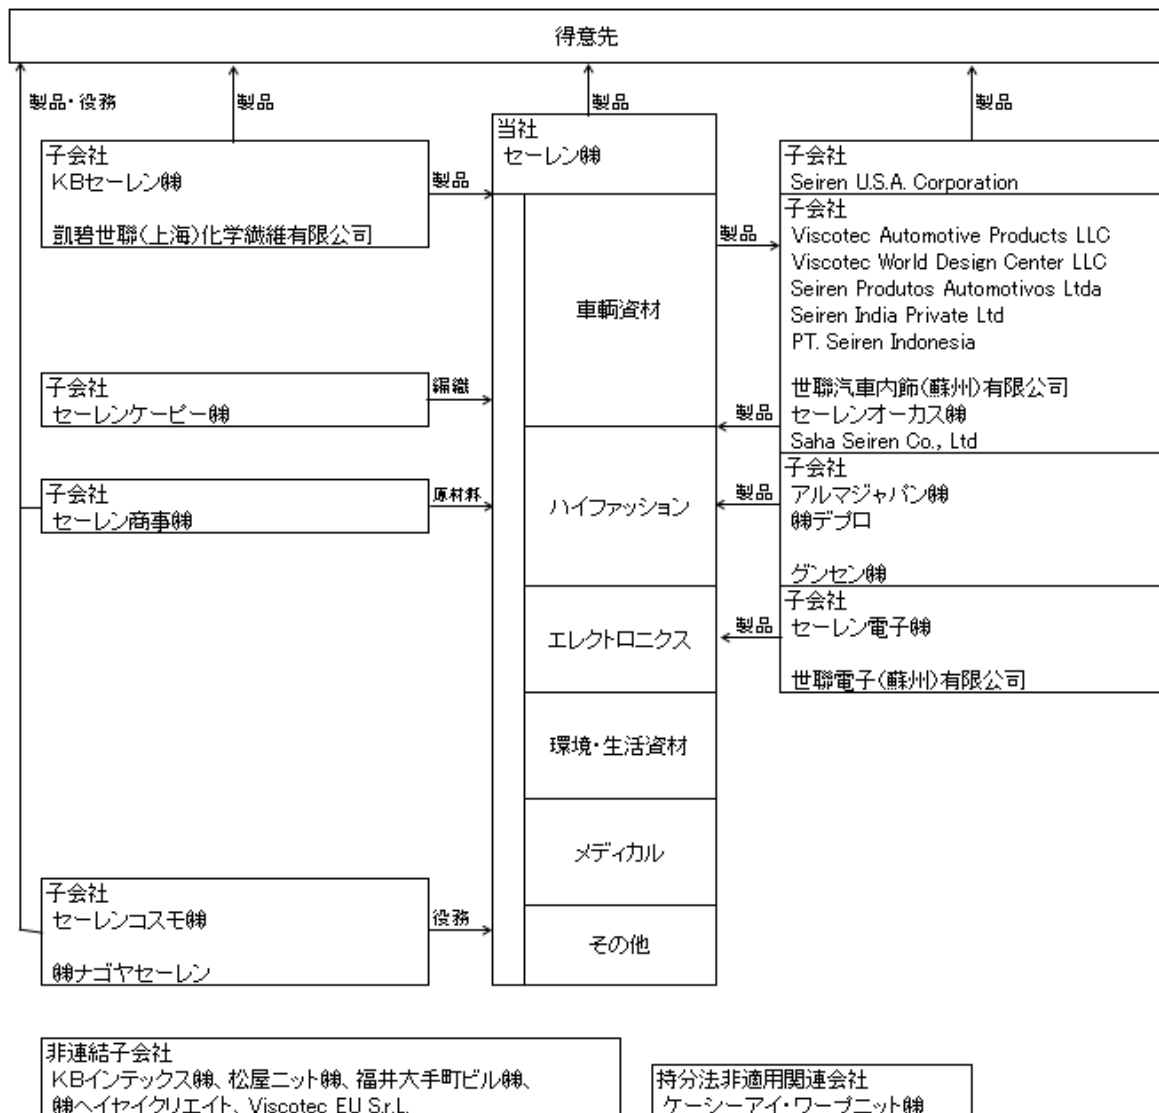 得意先
製品・役務
製品
製品
製品
子会社
KBセーレン㈱
凱碧世聯(上海)化学繊維有限公司
製品
当社
セーレン㈱
子会社
Seiren U.S.A. Corporation
子会社
Viscotec Automotive Products LLC
Viscotec World Design Center LLC
Seiren Produtos Automotivos Ltda
Seiren India Private Ltd
PT. Seiren Indonesia
世聯汽車内飾(蘇州)有限公司
セーレンオーカス㈱
Saha Seiren Co., Ltd
製品
車輌資材
製品
子会社
セーレンケーピー㈱
編織
子会社
セーレン商事㈱
原材料
ハイファッション
製品
子会社
アルマジャパン㈱
㈱デプロ
グンセン㈱
エレクトロニクス
製品
子会社
セーレン電子㈱
世聯電子(蘇州)有限公司
環境・生活資材
メディカル
子会社
セーレンコスモ㈱
㈱ナゴヤセーレン
役務
その他
非連結子会社
KBインテックス㈱、松屋ニット㈱、福井大手町ビル㈱、
㈱ヘイセイクリエイト、Viscotec EU S.r.L.
持分法非適用関連会社
ケーシーアイ・ワープニット㈱